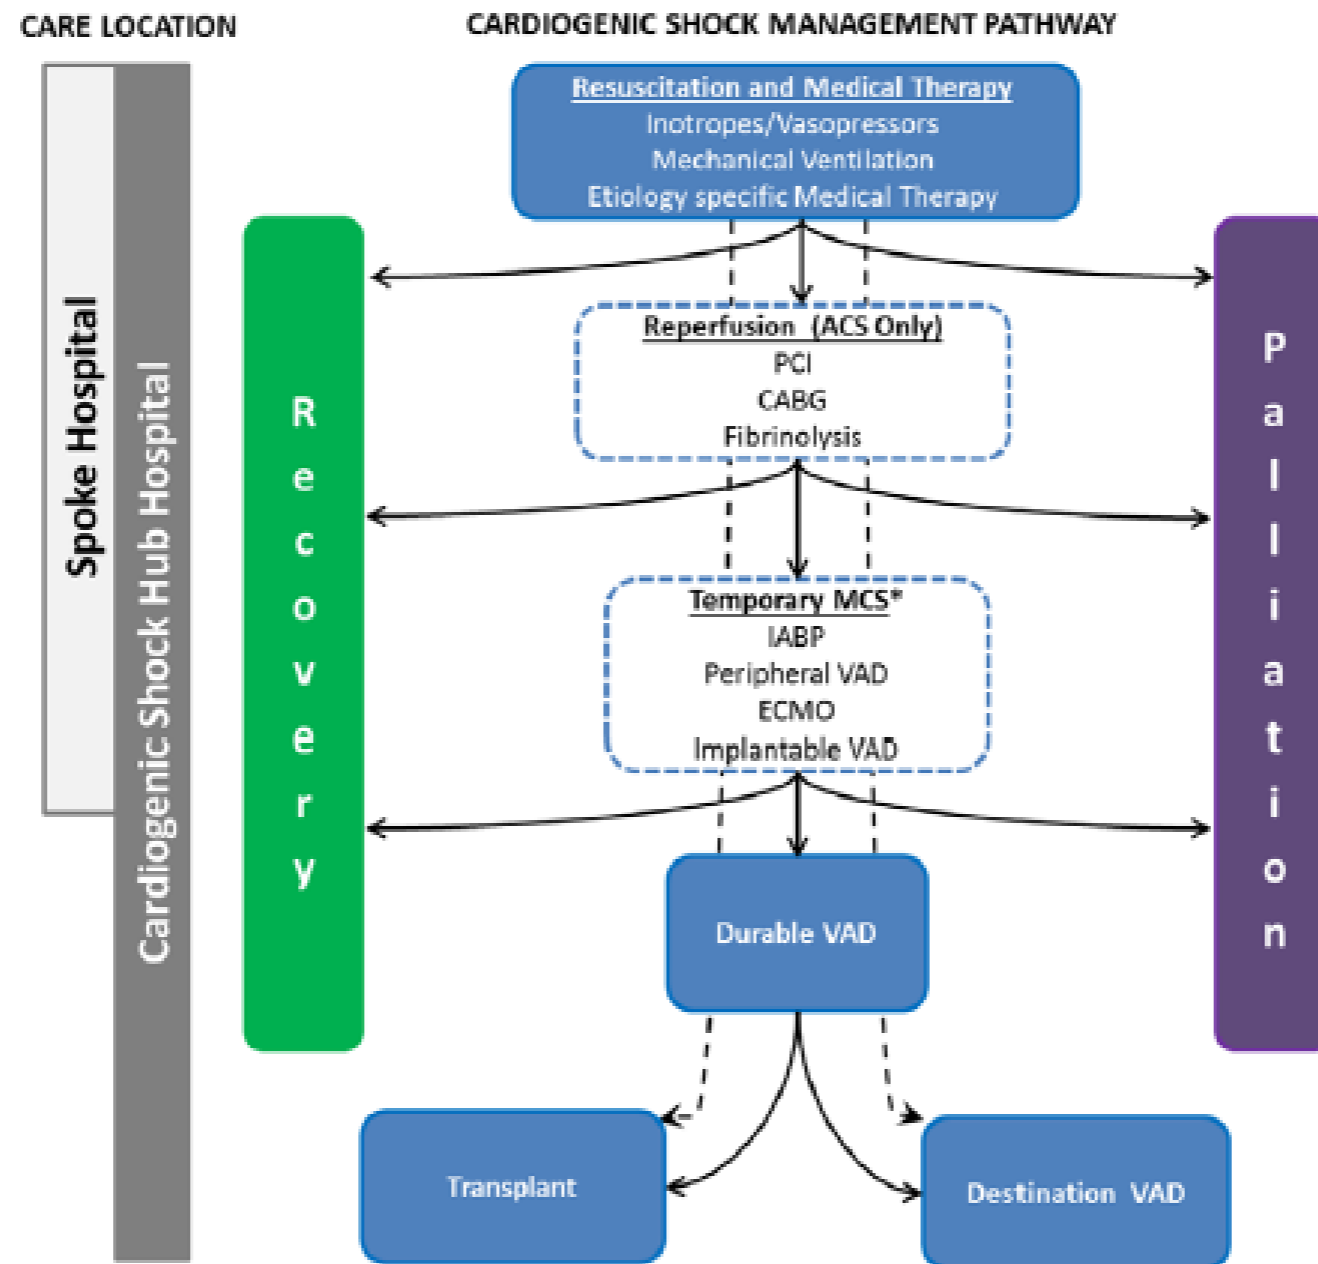 CARE LOCATION
CARDIOGENIC SHOCK MANAGEMENT PATHWAY
Spoke Hospital
Cardiogenic Shock Hub Hospital
Resuscitation and Medical Therapy
Inotropes/Vasopressors
Mechanical Ventilation
Etiology specific Medical Therapy
Recovery
Palliation
Reperfusion (ACS Only)
PCI
CABG
Fibrinolysis
Temporary MCS*
IABP
Peripheral VAD
ECMO
Implantable VAD
Durable VAD
Transplant
Destination VAD